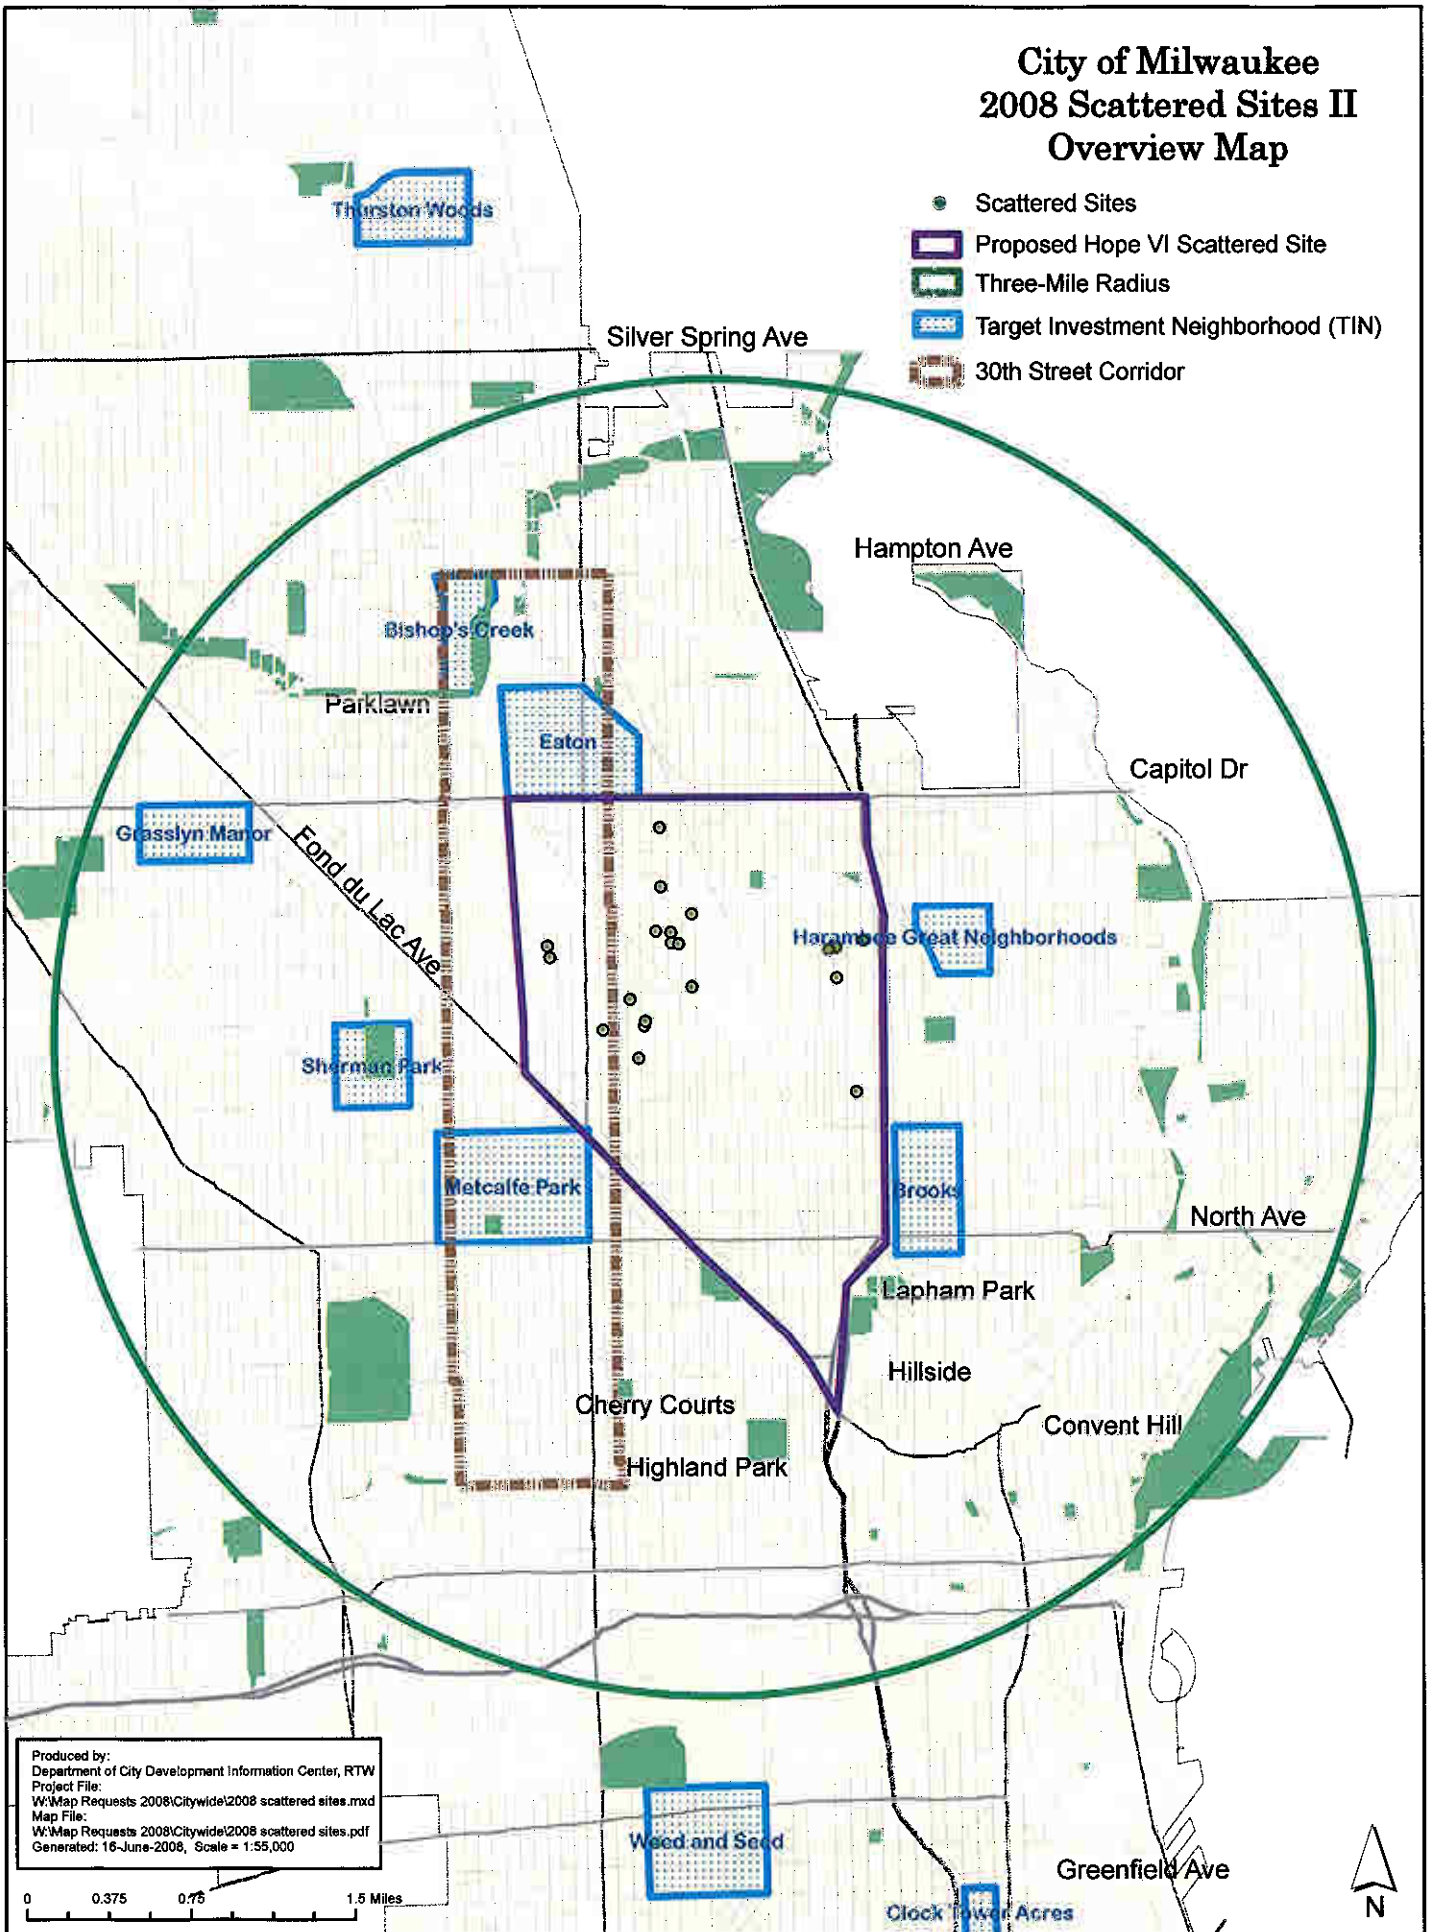 City of Milwaukee
2008 Scattered Sites II
Overview Map
Scattered Sites
Proposed Hope VI Scattered Site
Three-Mile Radius
Target Investment Neighborhood (TIN)
30th Street Corridor
Thurston Woods
Silver Spring Ave
Hampton Ave
Bishop's Creek
Parklawn
Eaton
Capitol Dr
Grasslyn Manor
Fond du Lac Ave
Harambee Great Neighborhoods
Sherman Park
Metcalfe Park
Brooks
North Ave
Lapham Park
Hillside
Cherry Courts
Convent Hill
Highland Park
Produced by:
Department of City Development Information Center, RTW
Project File:
W:\Map Requests 2008\Citywide\2008 scattered sites.mxd
Map File:
W:\Map Requests 2008\Citywide\2008 scattered sites.pdf
Generated: 16-June-2008, Scale = 1:55,000
Weed and Seed
Greenfield Ave
0 0.375 0.75 1.5 Miles
Clock Tower Acres
N